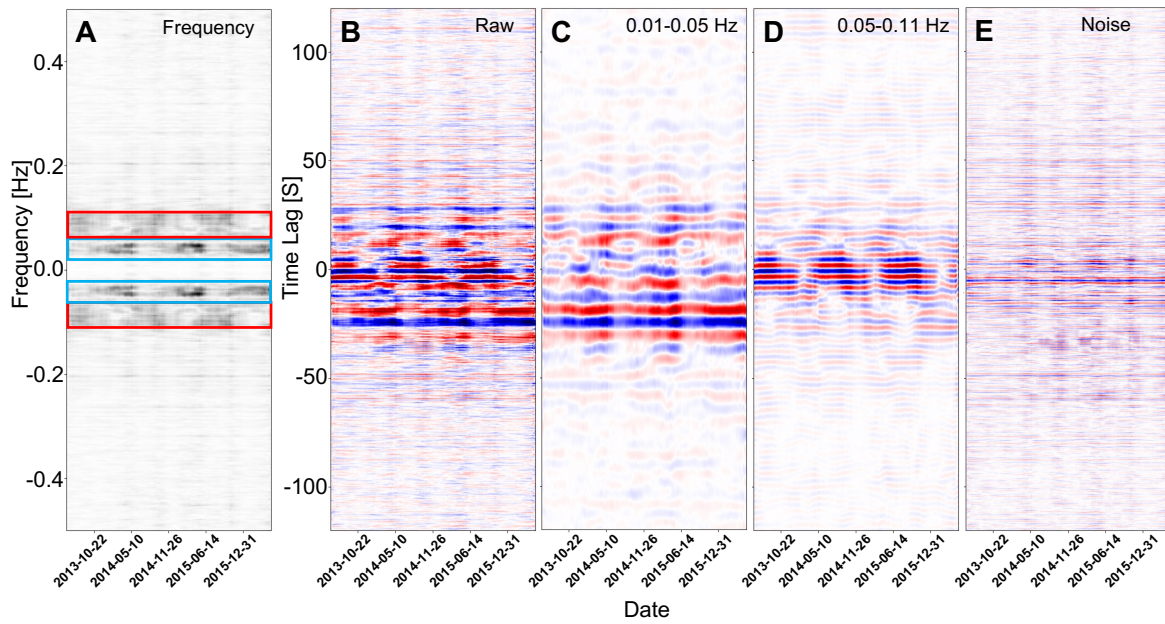 A Frequency
B Raw
C 0.01-0.05 Hz
D 0.05-0.11 Hz
E Noise
Frequency [Hz]
0.4
0.2
0.0
-0.2
-0.4
Time Lag [S]
100
50
0
-50
-100
2013-10-22 2014-05-10 2014-11-26 2015-06-14 2015-12-31
2013-10-22 2014-05-10 2014-11-26 2015-06-14 2015-12-31
2013-10-22 2014-05-10 2014-11-26 2015-06-14 2015-12-31
2013-10-22 2014-05-10 2014-11-26 2015-06-14 2015-12-31
2013-10-22 2014-05-10 2014-11-26 2015-06-14 2015-12-31
Date